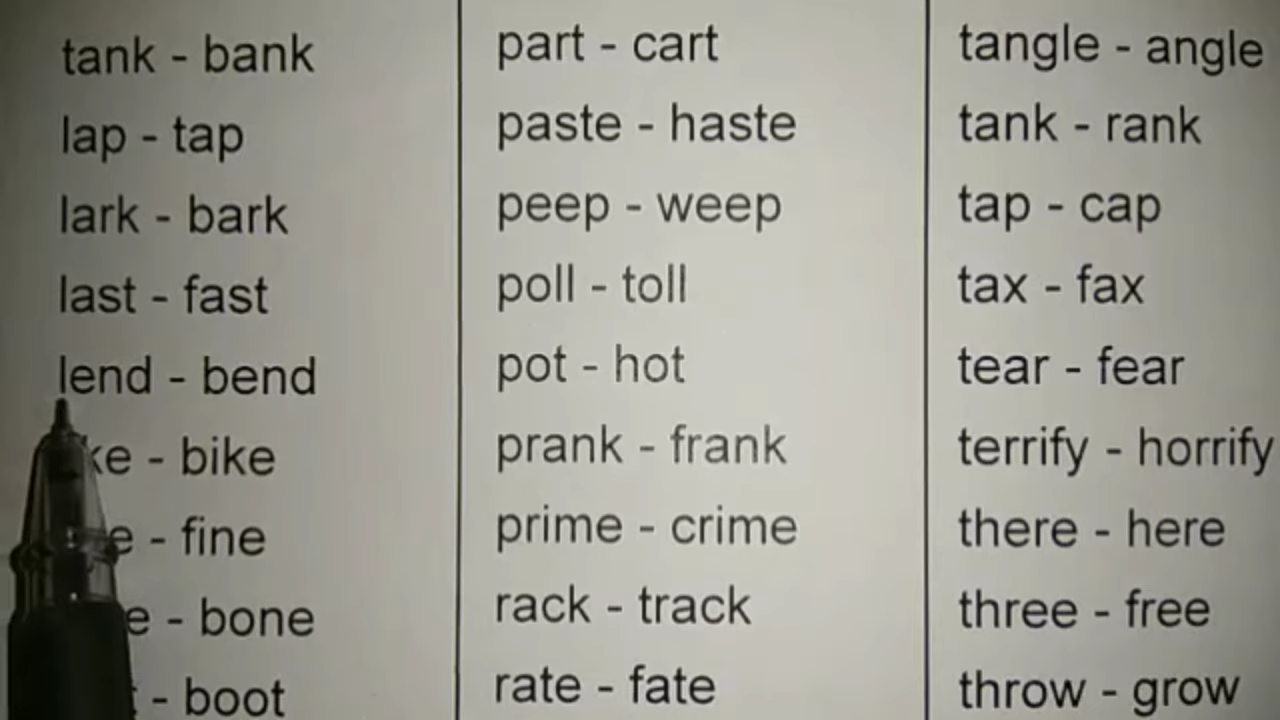 tank - bank
lap - tap
lark - bark
last - fast
lend - bend
- bike
- fine
- bone
- boot
part - cart
paste - haste
peep - weep
poll - toll
pot - hot
prank - frank
prime - crime
rack - track
rate - fate
tangle - angle
tank - rank
tap - cap
tax - fax
tear - fear
terrify - horrify
there - here
three - free
throw - grow